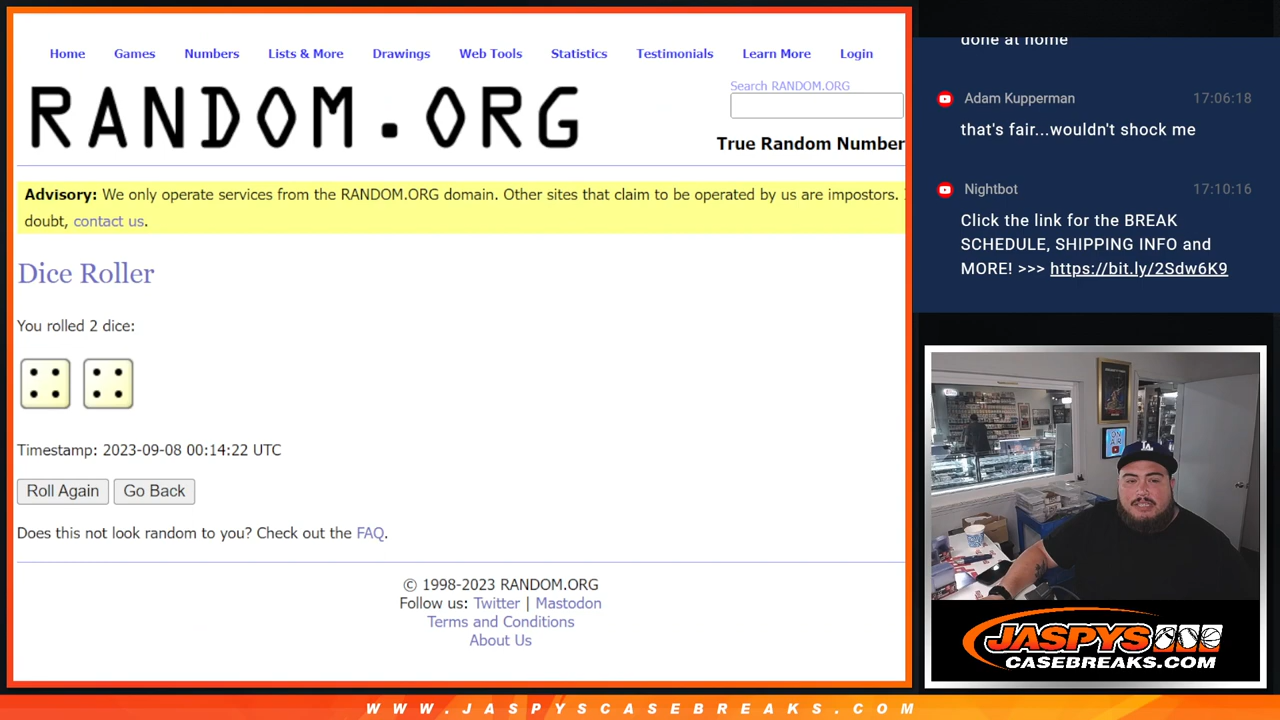 Home Games Numbers Lists & More Drawings Web Tools Statistics Testimonials Learn More Login
RANDOM.ORG
Search RANDOM.ORG
True Random Number
Advisory: We only operate services from the RANDOM.ORG domain. Other sites that claim to be operated by us are impostors.
doubt, contact us.
Dice Roller
You rolled 2 dice:
Timestamp: 2023-09-08 00:14:22 UTC
Roll Again Go Back
Does this not look random to you? Check out the FAQ.
© 1998-2023 RANDOM.ORG
Follow us: Twitter | Mastodon
Terms and Conditions
About Us
done at home
Adam Kupperman 17:06:18
that's fair...wouldn't shock me
Nightbot 17:10:16
Click the link for the BREAK
SCHEDULE, SHIPPING INFO and
MORE! >>> https://bit.ly/2Sdw6K9
LA
JASPYS
CASEBREAKS.COM
WWW.JASPYSCASEBREAKS.COM